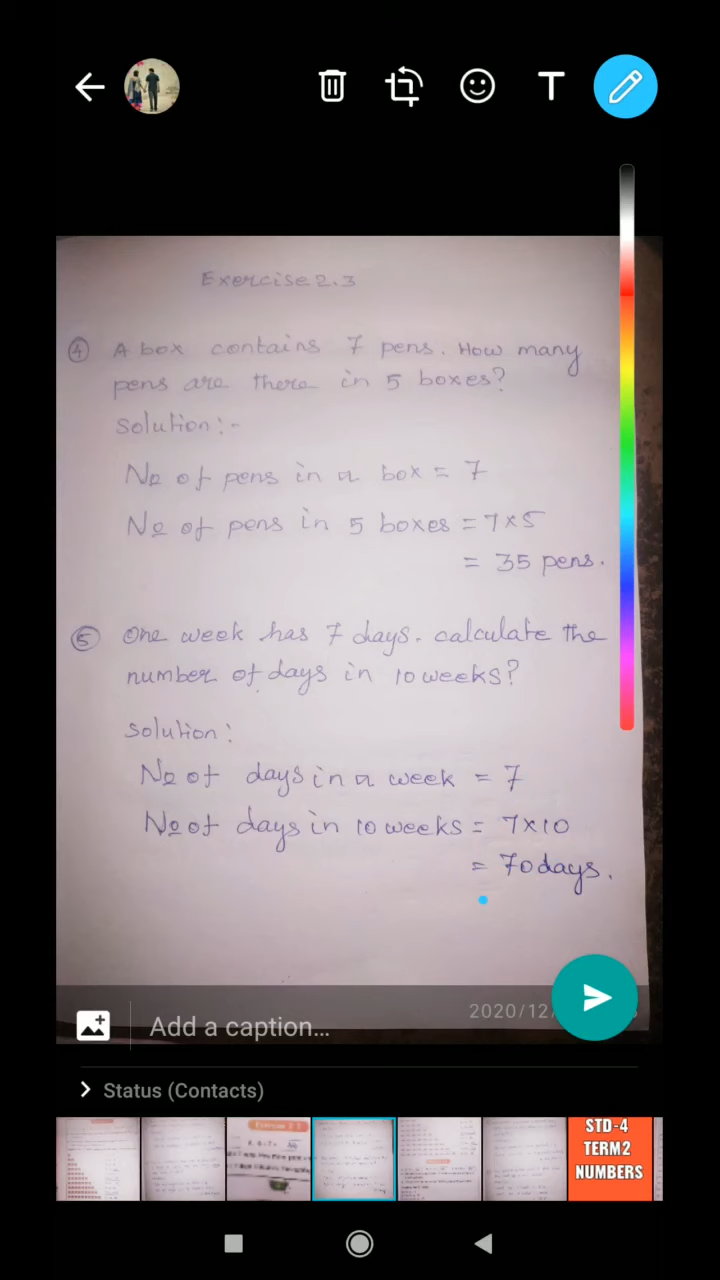 T
Exercise 2.3
④ A box contains 7 pens. How many
pens are there in 5 boxes?
Solution:-
No of pens in a box = 7
No of pens in 5 boxes = 7×5
= 35 pens.
⑤ One week has 7 days. calculate the
number of days in 10 weeks?
Solution:
No of days in a week = 7
No of days in 10 weeks = 7×10
= 70 days.
2020/12/
Add a caption...
Status (Contacts)
STD-4
TERM2
NUMBERS